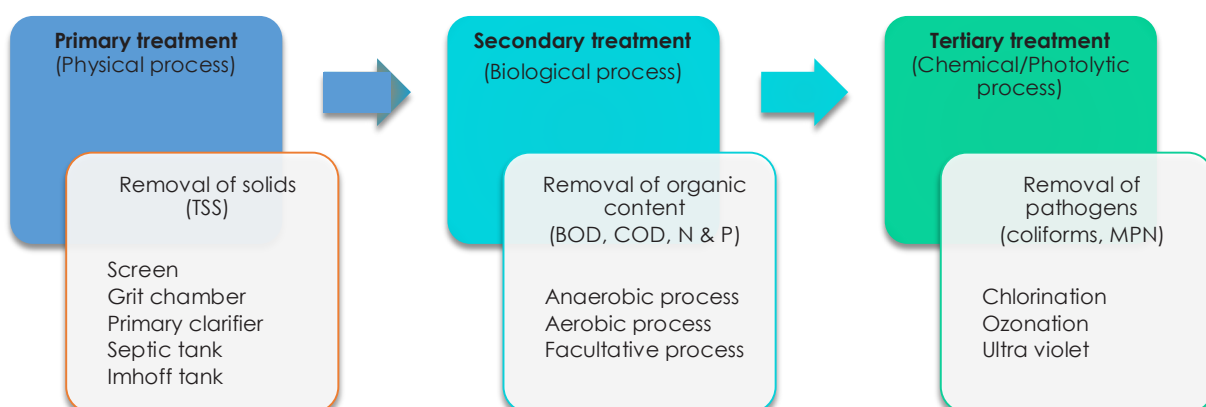 Primary treatment
(Physical process)
Removal of solids
(TSS)
Screen
Grit chamber
Primary clarifier
Septic tank
Imhoff tank
Secondary treatment
(Biological process)
Removal of organic
content
(BOD, COD, N & P)
Anaerobic process
Aerobic process
Facultative process
Tertiary treatment
(Chemical/Photolytic
process)
Removal of
pathogens
(coliforms, MPN)
Chlorination
Ozonation
Ultra violet